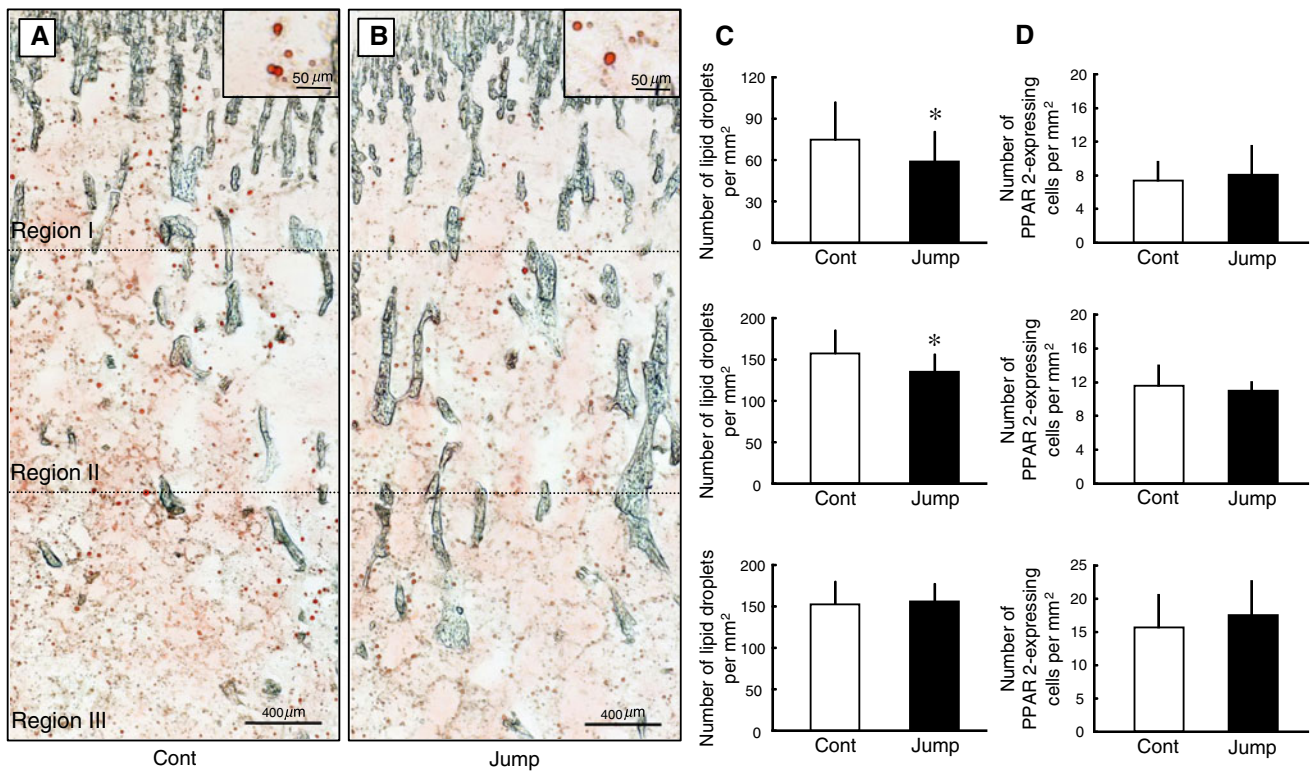 A
50 μm
Region I
Region II
Region III
400 μm
Cont
B
50 μm
400 μm
Jump
C
Number of lipid droplets
per mm2
120
90
60
30
0
*
Cont
Jump
Number of lipid droplets
per mm2
200
150
100
50
0
*
Cont
Jump
Number of lipid droplets
per mm2
200
150
100
50
0
Cont
Jump
D
Number of
PPAR 2-expressing
cells per mm2
20
16
12
8
4
0
Cont
Jump
Number of
PPAR 2-expressing
cells per mm2
20
16
12
8
4
0
Cont
Jump
Number of
PPAR 2-expressing
cells per mm2
25
20
15
10
5
0
Cont
Jump